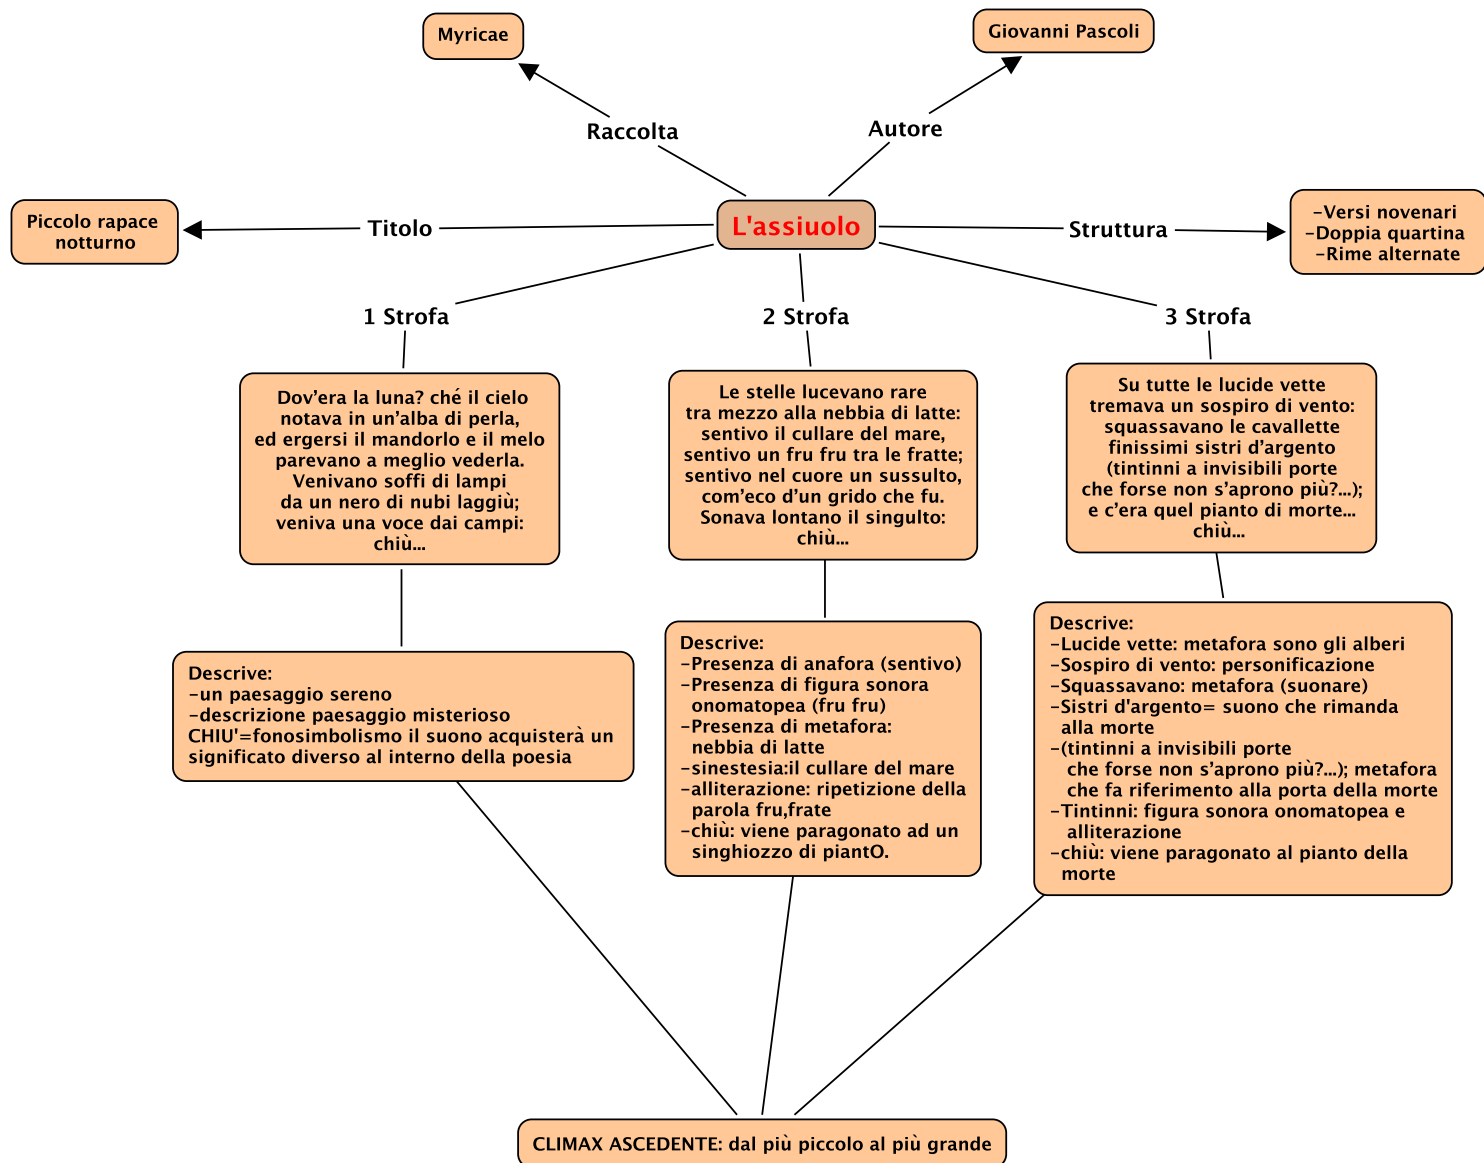 Myricae
Giovanni Pascoli
Raccolta
Autore
Piccolo rapace
notturno
Titolo
L'assiuolo
Struttura
-Versi novenari
-Doppia quartina
-Rime alternate
1 Strofa
2 Strofa
3 Strofa
Dov'era la luna? ché il cielo
notava in un'alba di perla,
ed ergersi il mandorlo e il melo
parevano a meglio vederla.
Venivano soffi di lampi
da un nero di nubi laggiù;
veniva una voce dai campi:
chiù...
Le stelle lucevano rare
tra mezzo alla nebbia di latte:
sentivo il cullare del mare,
sentivo un fru fru tra le fratte;
sentivo nel cuore un sussulto,
com'eco d'un grido che fu.
Sonava lontano il singulto:
chiù...
Su tutte le lucide vette
tremava un sospiro di vento:
squassavano le cavallette
finissimi sistri d'argento
(tintinni a invisibili porte
che forse non s'aprono più?...);
e c'era quel pianto di morte...
chiù...
Descrive:
-un paesaggio sereno
-descrizione paesaggio misterioso
CHIU'=fonosimbolismo il suono acquisterà un
significato diverso al interno della poesia
Descrive:
-Presenza di anafora (sentivo)
-Presenza di figura sonora
onomatopea (fru fru)
-Presenza di metafora:
nebbia di latte
-sinestesia:il cullare del mare
-alliterazione: ripetizione della
parola fru,frate
-chiù: viene paragonato ad un
singhiozzo di piantO.
Descrive:
-Lucide vette: metafora sono gli alberi
-Sospiro di vento: personificazione
-Squassavano: metafora (suonare)
-Sistri d'argento= suono che rimanda
alla morte
-(tintinni a invisibili porte
che forse non s'aprono più?...); metafora
che fa riferimento alla porta della morte
-Tintinni: figura sonora onomatopea e
alliterazione
-chiù: viene paragonato al pianto della
morte
CLIMAX ASCEDENTE: dal più piccolo al più grande